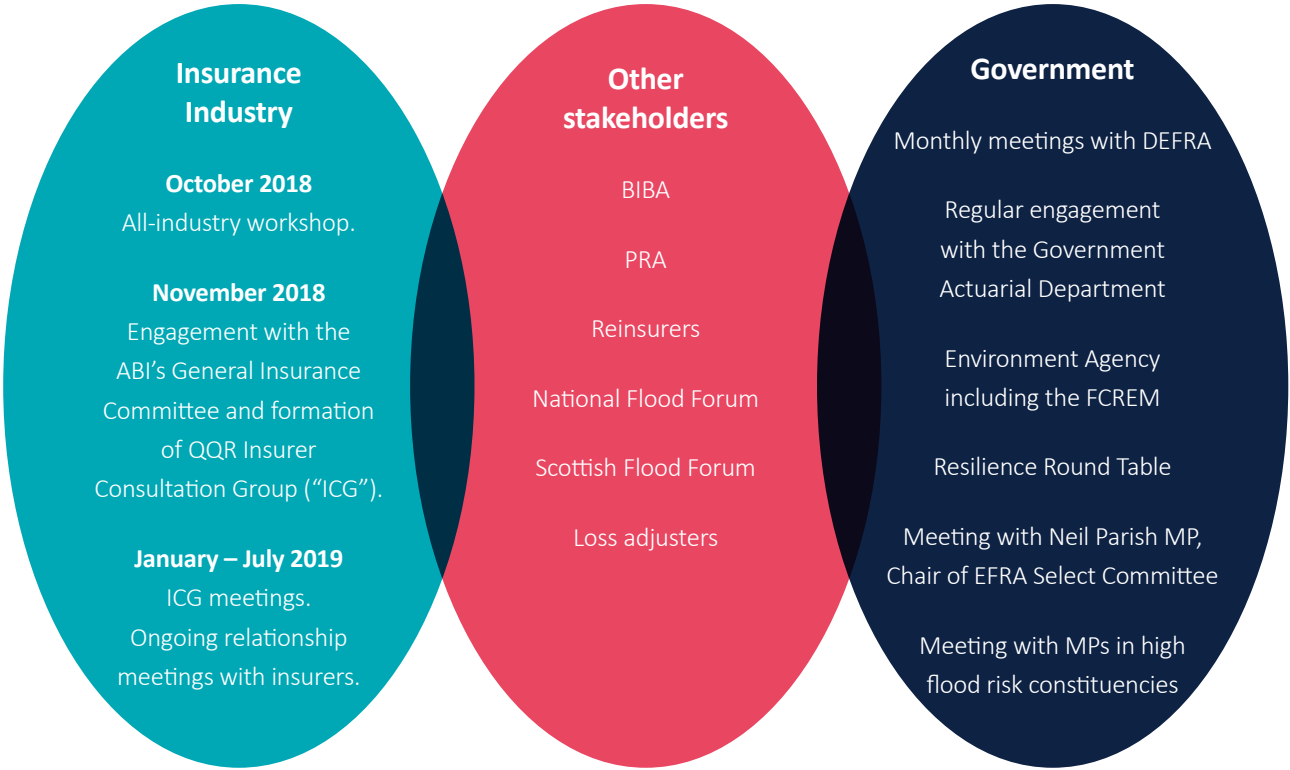 Insurance
Industry
October 2018
All-industry workshop.
November 2018
Engagement with the
ABI’s General Insurance
Committee and formation
of QQR Insurer
Consultation Group (“ICG”).
January – July 2019
ICG meetings.
Ongoing relationship
meetings with insurers.
Other
stakeholders
BIBA
PRA
Reinsurers
National Flood Forum
Scottish Flood Forum
Loss adjusters
Government
Monthly meetings with DEFRA
Regular engagement
with the Government
Actuarial Department
Environment Agency
including the FCREM
Resilience Round Table
Meeting with Neil Parish MP,
Chair of EFRA Select Committee
Meeting with MPs in high
flood risk constituencies